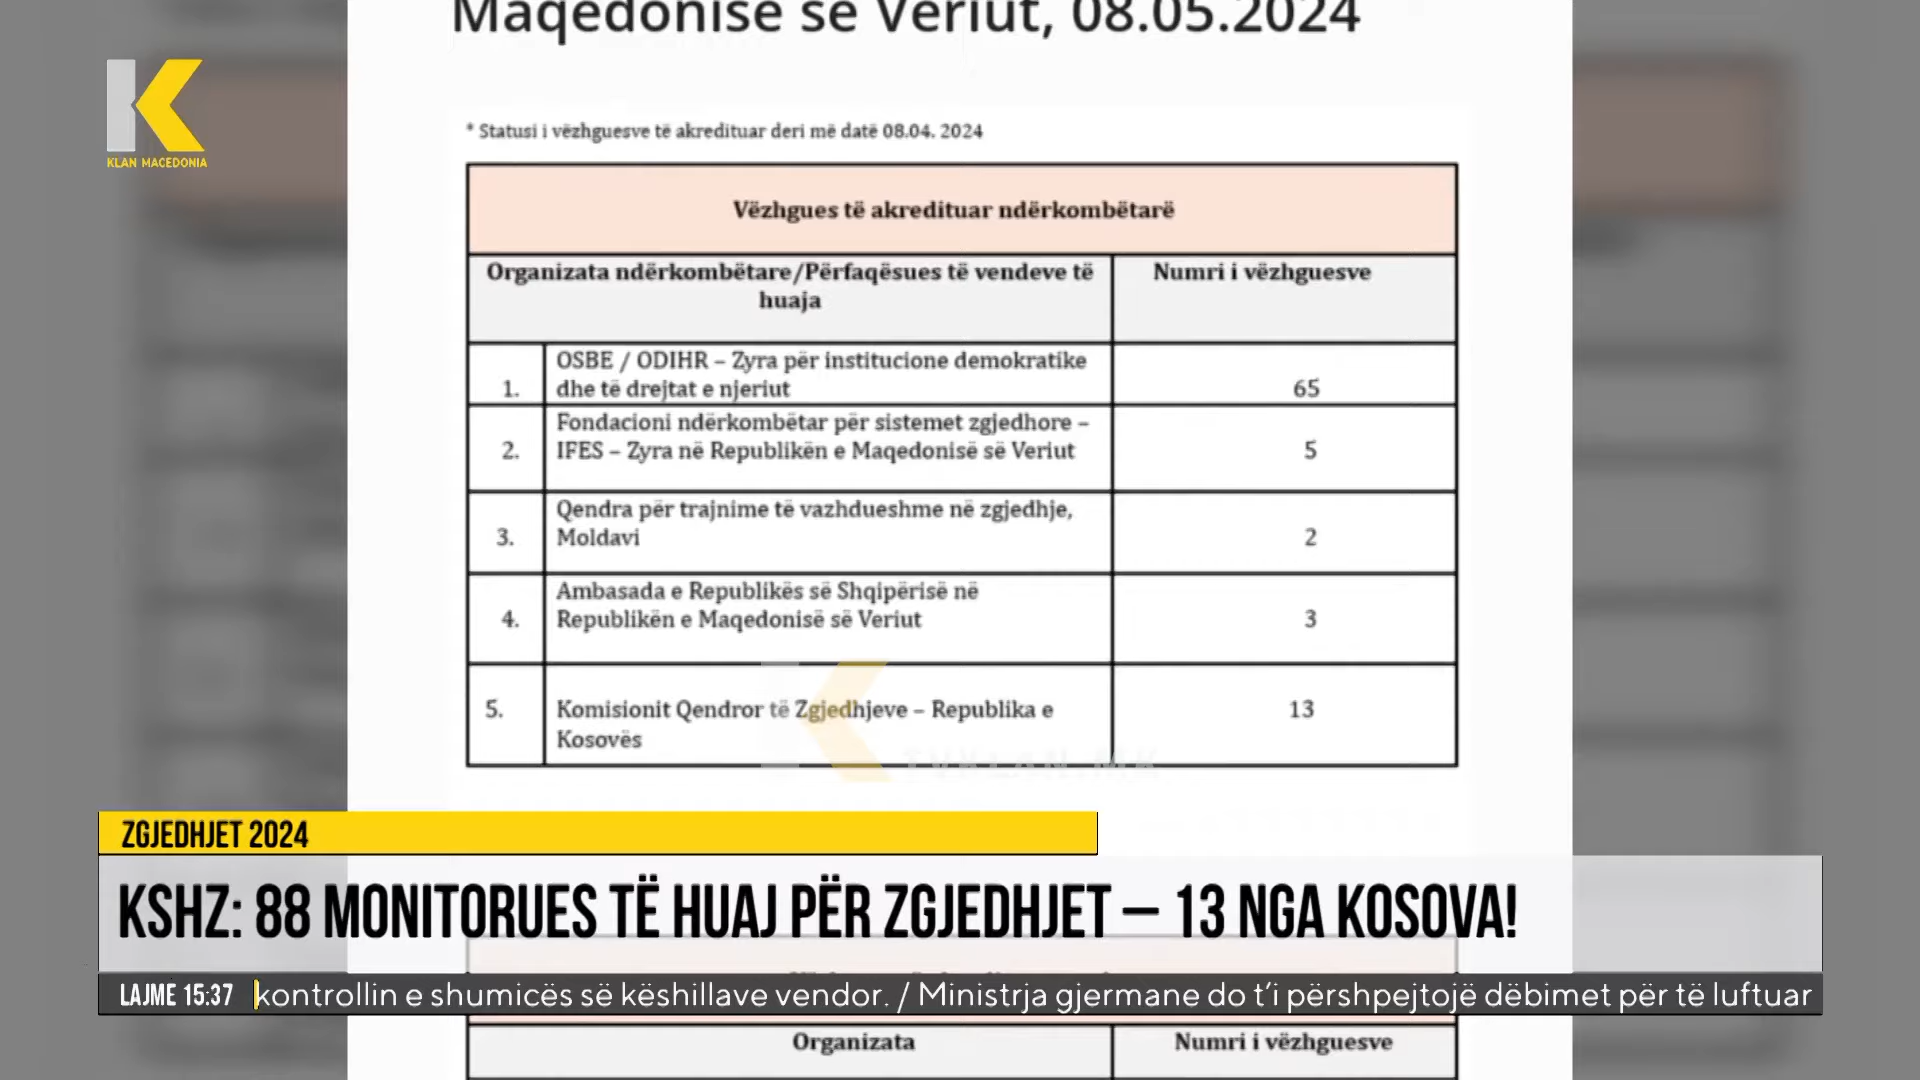 Maqedonisë së Veriut, 08.05.2024
KLAN MACEDONIA
* Statusi i vëzhguesve të akredituar deri më datë 08.04. 2024
Vëzhgues të akredituar ndërkombëtarë
Organizata ndërkombëtare/Përfaqësues të vendeve të
huaja
Numri i vëzhguesve
1.
OSBE / ODIHR – Zyra për institucione demokratike
dhe të drejtat e njeriut
65
2.
Fondacioni ndërkombëtar për sistemet zgjedhore –
IFES – Zyra në Republikën e Maqedonisë së Veriut
5
3.
Qendra për trajnime të vazhdueshme në zgjedhje,
Moldavi
2
4.
Ambasada e Republikës së Shqipërisë në
Republikën e Maqedonisë së Veriut
3
5.
Komisionit Qendror të Zgjedhjeve – Republika e
Kosovës
13
TVKLAN.MK
ZGJEDHJET 2024
KSHZ: 88 MONITORUES TË HUAJ PËR ZGJEDHJET – 13 NGA KOSOVA!
LAJME 15:37
kontrollin e shumicës së këshillave vendor. / Ministrja gjermane do t'i përshpejtojë dëbimet për të luftuar
Organizata
Numri i vëzhguesve